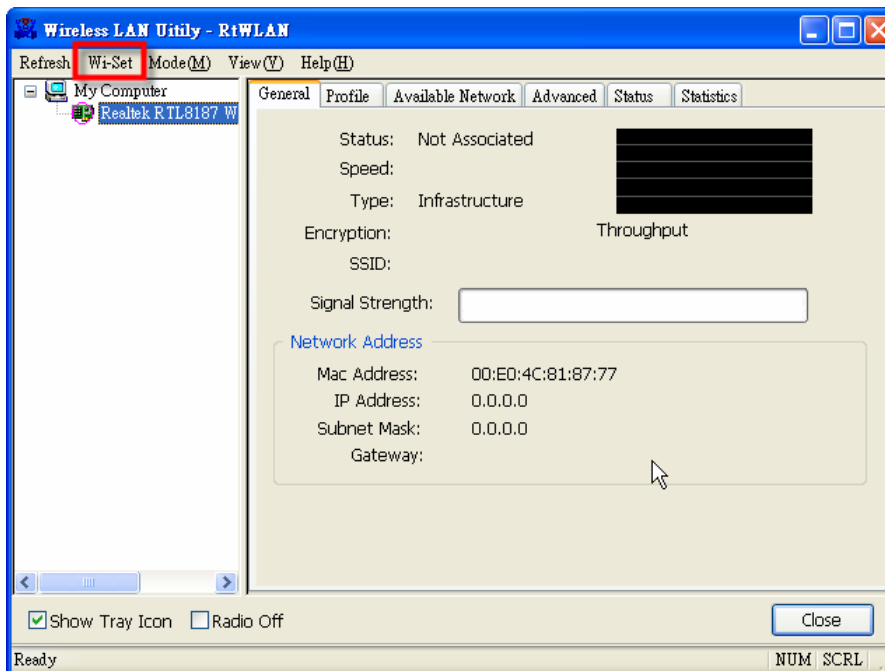 Wireless LAN Uitily - RtWLAN
Refresh Wi-Set Mode(M) View(V) Help(H)
My Computer
Realtek RTL8187 W
General Profile Available Network Advanced Status Statistics
Status: Not Associated
Speed:
Type: Infrastructure
Encryption:
SSID:
Throughput
Signal Strength:
Network Address
Mac Address: 00:E0:4C:81:87:77
IP Address: 0.0.0.0
Subnet Mask: 0.0.0.0
Gateway:
Show Tray Icon Radio Off Close
Ready NUM SCRL